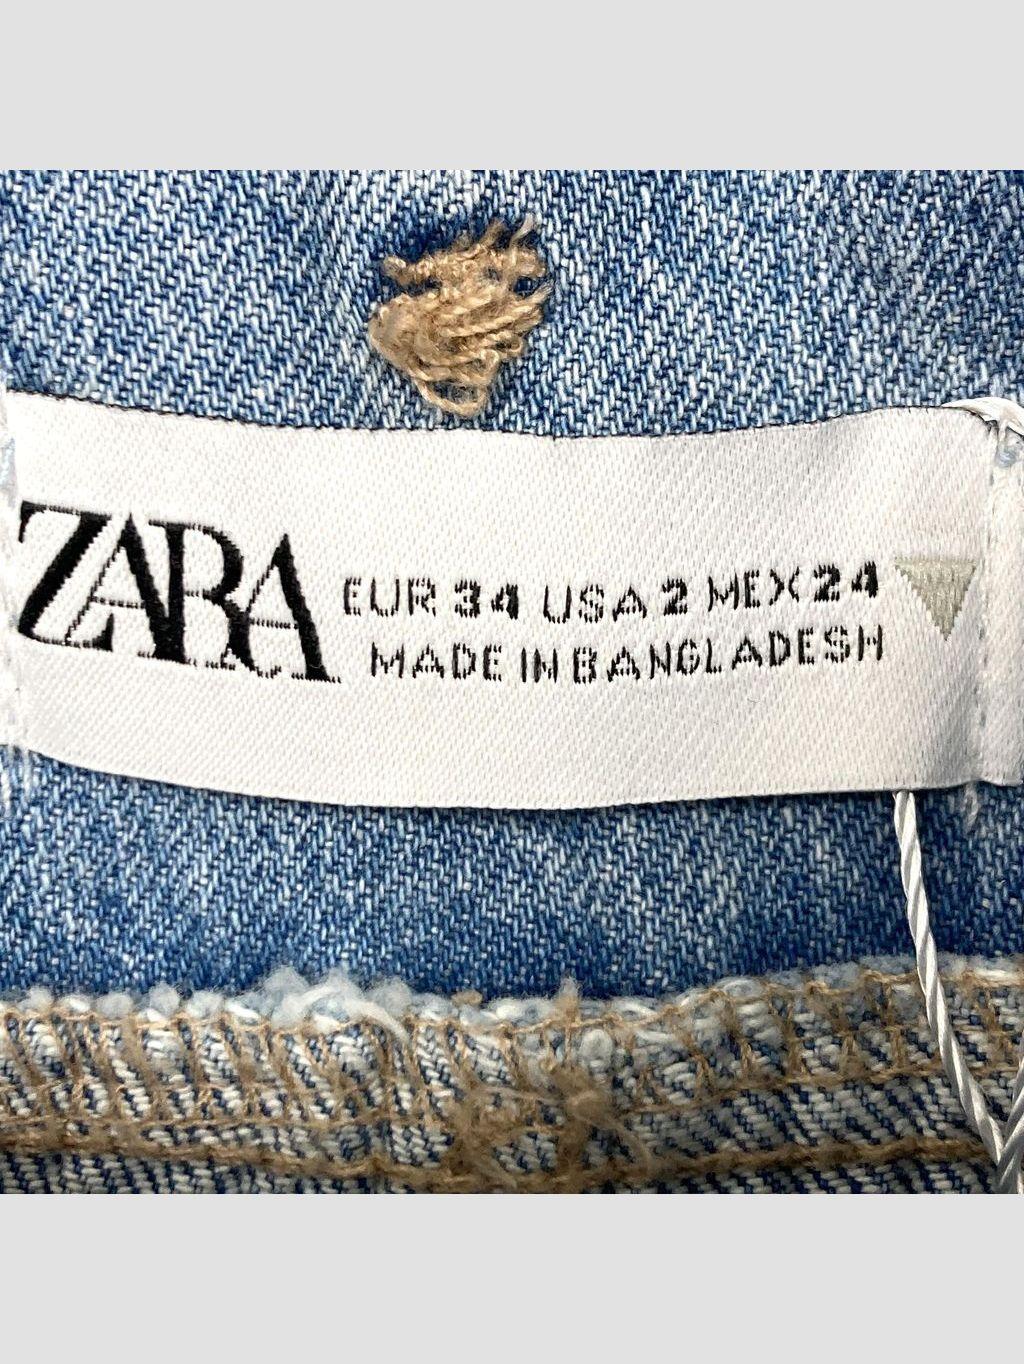 ZARA
EUR 34 USA 2 MEX 24
MADE IN BANGLADESH